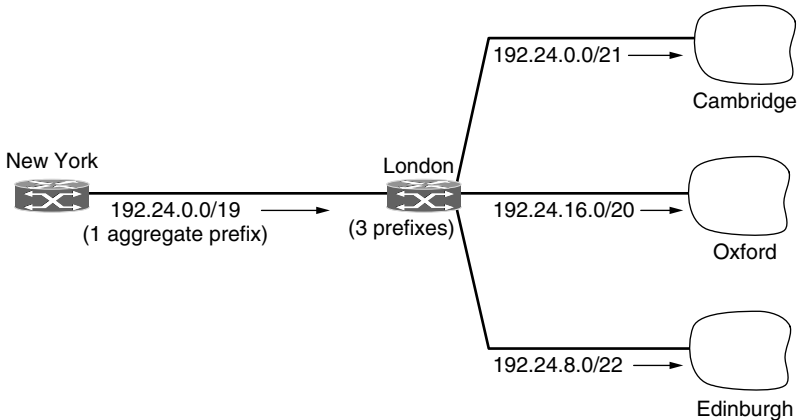 192.24.0.0/21
Cambridge
New York
London
192.24.0.0/19
(1 aggregate prefix)
(3 prefixes)
192.24.16.0/20
Oxford
192.24.8.0/22
Edinburgh